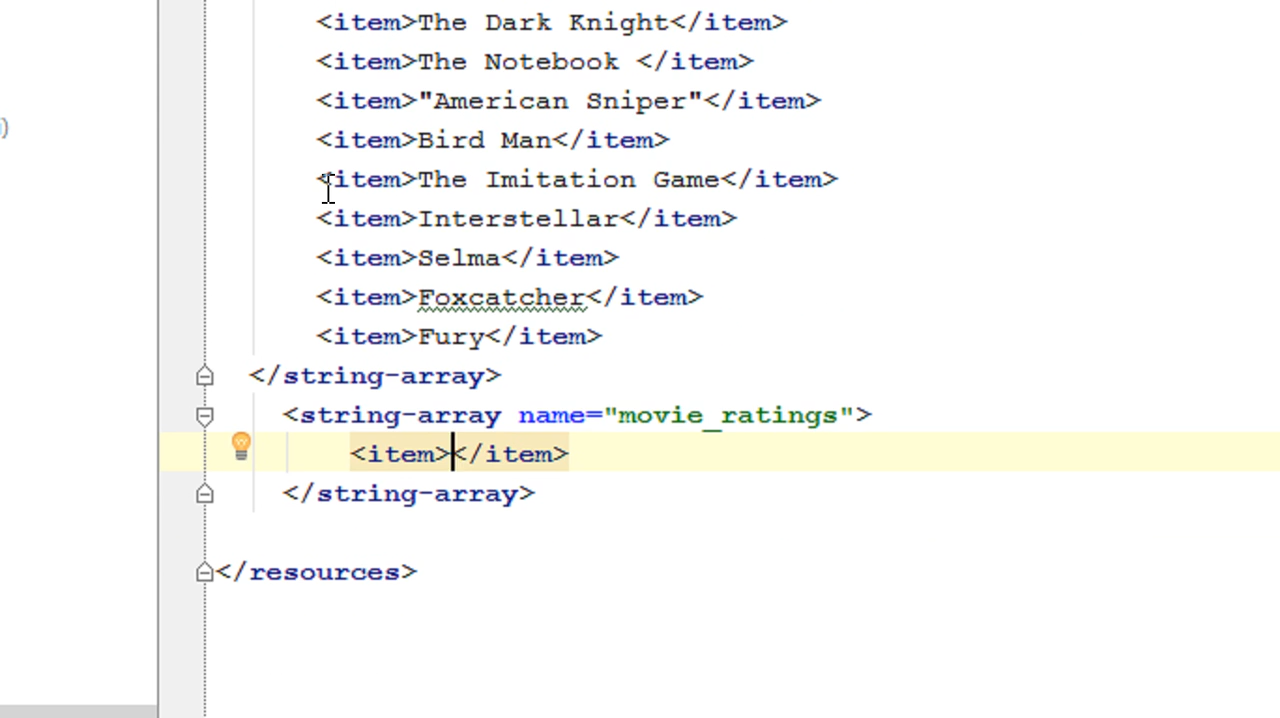 <item>The Dark Knight</item>
<item>The Notebook </item>
<item>"American Sniper"</item>
<item>Bird Man</item>
<item>The Imitation Game</item>
<item>Interstellar</item>
<item>Selma</item>
<item>Foxcatcher</item>
<item>Fury</item>
</string-array>
<string-array name="movie_ratings">
<item></item>
</string-array>
</resources>